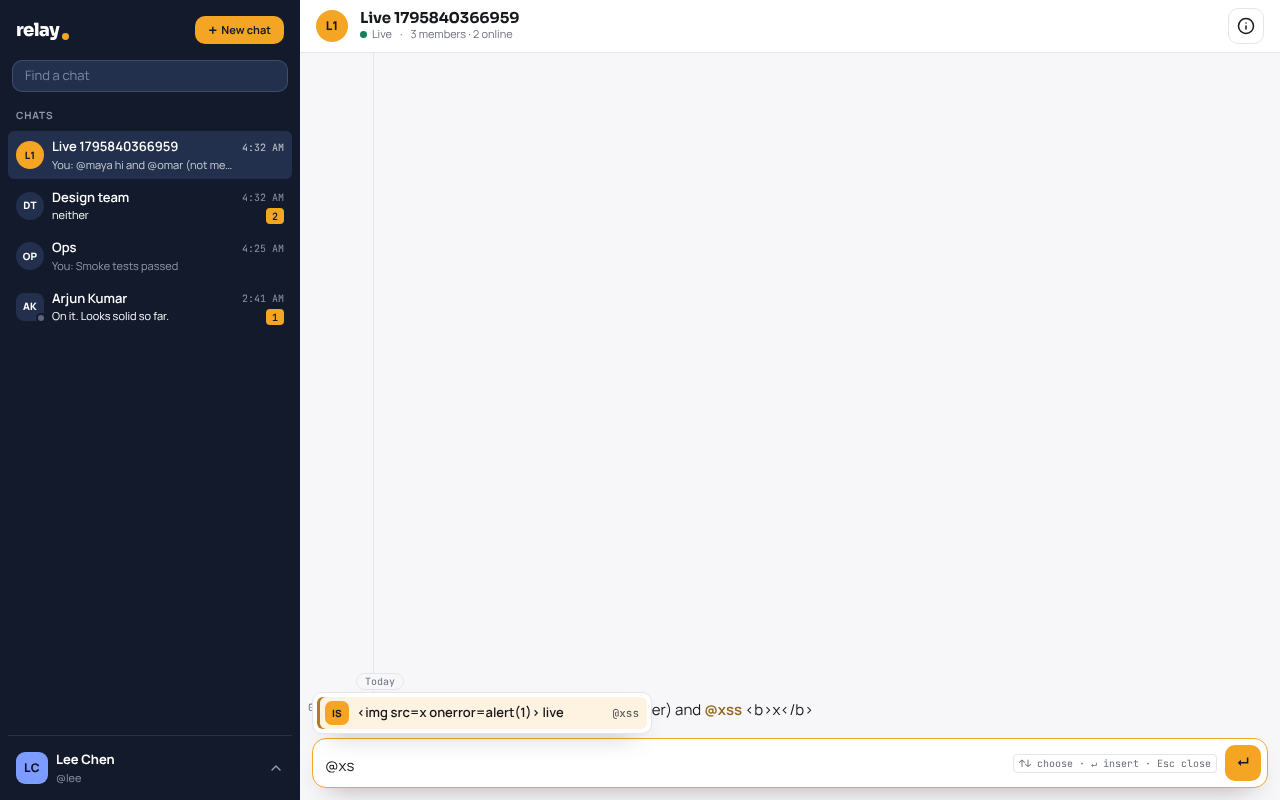 relay.
+ New chat
Find a chat
CHATS
L1 Live 1795840366959 4:32 AM
You: @maya hi and @omar (not me…
DT Design team 4:32 AM
neither 2
OP Ops 4:25 AM
You: Smoke tests passed
AK Arjun Kumar 2:41 AM
On it. Looks solid so far. 1
LC Lee Chen
@lee
L1 Live 1795840366959
Live · 3 members · 2 online
Today
er) and @xss <b>x</b>
IS <img src=x onerror=alert(1)> live @xss
@xs
↑↓ choose · ↵ insert · Esc close